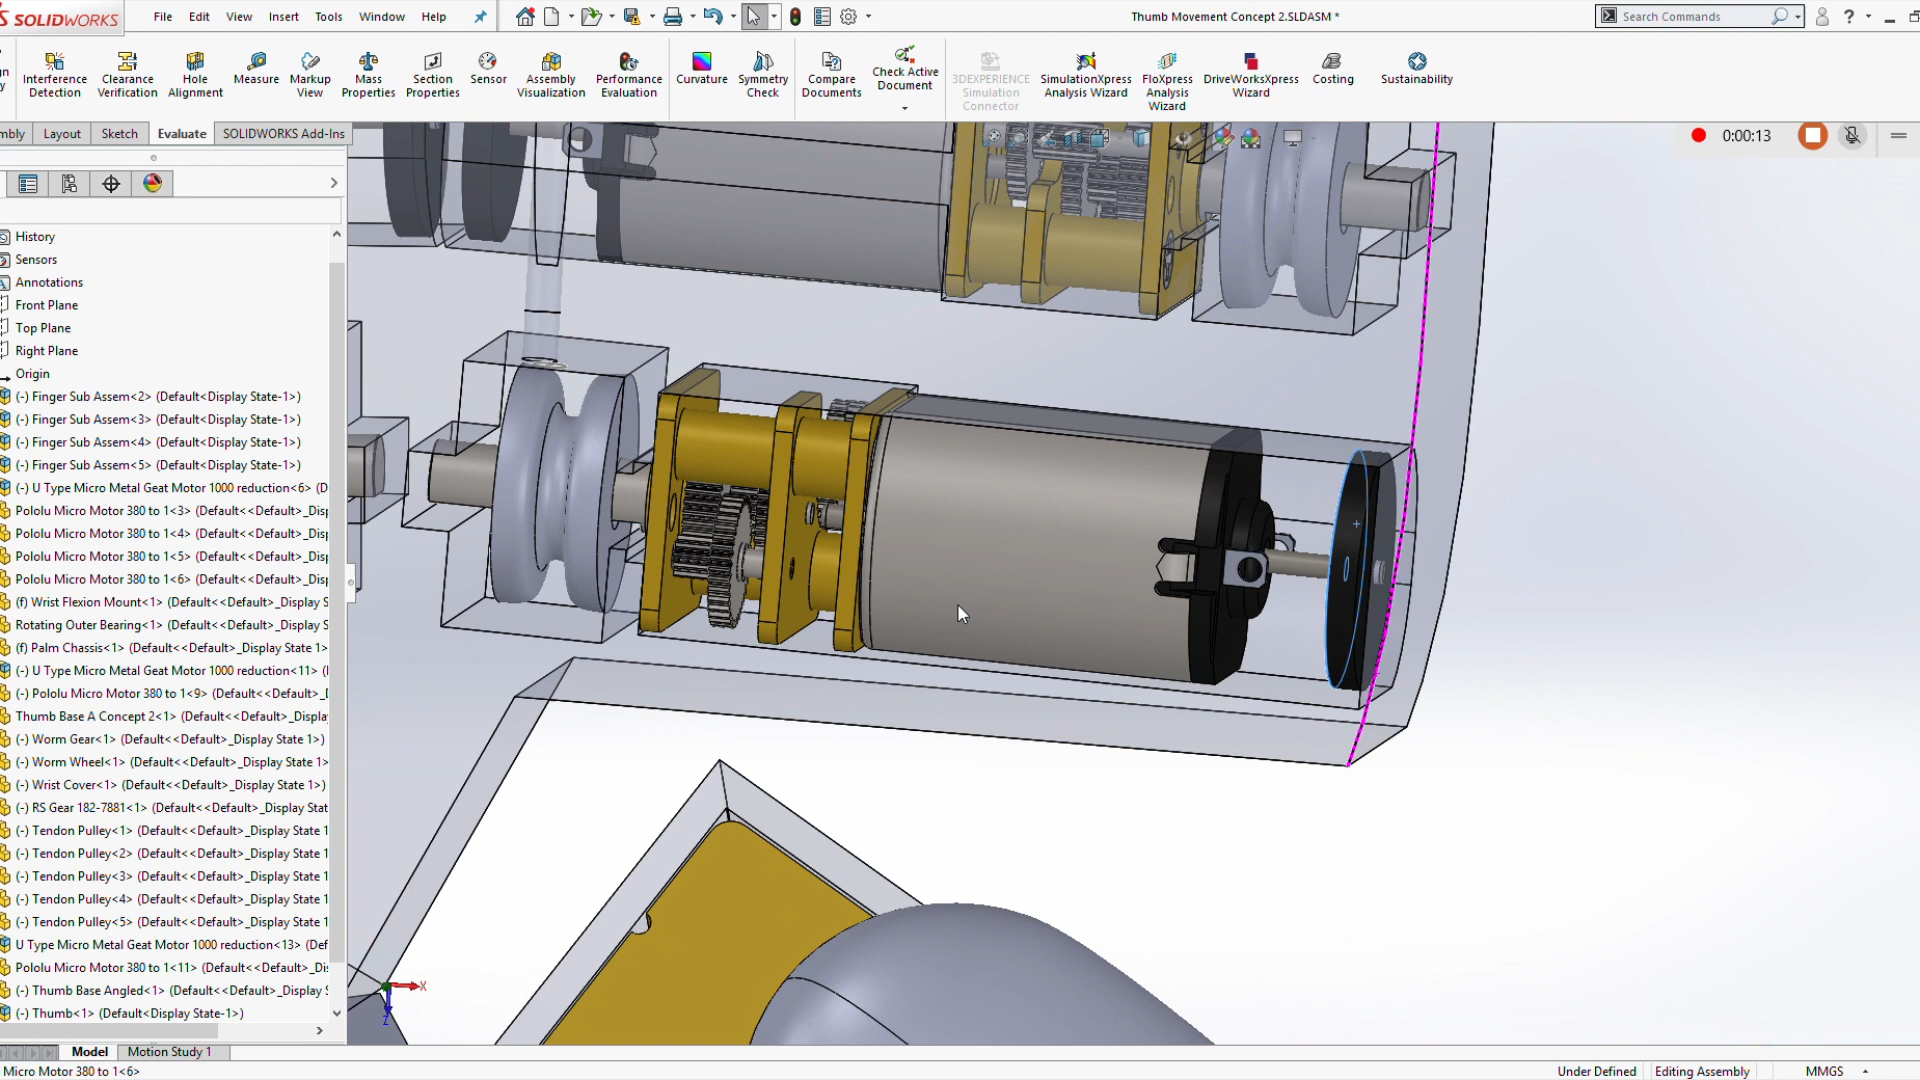 SOLIDWORKS
File Edit View Insert Tools Window Help
Thumb Movement Concept 2.SLDASM *
Search Commands
Interference Detection
Clearance Verification
Hole Alignment
Measure
Markup View
Mass Properties
Section Properties
Sensor
Assembly Visualization
Performance Evaluation
Curvature
Symmetry Check
Compare Documents
Check Active Document
3DEXPERIENCE Simulation Connector
SimulationXpress Analysis Wizard
FloXpress Analysis Wizard
DriveWorksXpress Wizard
Costing
Sustainability
mbly Layout Sketch Evaluate SOLIDWORKS Add-Ins
0:00:13
History
Sensors
Annotations
Front Plane
Top Plane
Right Plane
Origin
(-) Finger Sub Assem<2> (Default<Display State-1>)
(-) Finger Sub Assem<3> (Default<Display State-1>)
(-) Finger Sub Assem<4> (Default<Display State-1>)
(-) Finger Sub Assem<5> (Default<Display State-1>)
(-) U Type Micro Metal Geat Motor 1000 reduction<6> (D
Pololu Micro Motor 380 to 1<3> (Default<<Default>_Disp
Pololu Micro Motor 380 to 1<4> (Default<<Default>_Disp
Pololu Micro Motor 380 to 1<5> (Default<<Default>_Disp
Pololu Micro Motor 380 to 1<6> (Default<<Default>_Disp
(f) Wrist Flexion Mount<1> (Default<<Default>_Display S
Rotating Outer Bearing<1> (Default<<Default>_Display S
(f) Palm Chassis<1> (Default<<Default>_Display State 1>
(-) U Type Micro Metal Geat Motor 1000 reduction<11> (
(-) Pololu Micro Motor 380 to 1<9> (Default<<Default>_
Thumb Base A Concept 2<1> (Default<<Default>_Displa
(-) Worm Gear<1> (Default<<Default>_Display State 1>)
(-) Worm Wheel<1> (Default<<Default>_Display State 1>
(-) Wrist Cover<1> (Default<<Default>_Display State 1>)
(-) RS Gear 182-7881<1> (Default<<Default>_Display Stat
(-) Tendon Pulley<1> (Default<<Default>_Display State 1
(-) Tendon Pulley<2> (Default<<Default>_Display State 1
(-) Tendon Pulley<3> (Default<<Default>_Display State 1
(-) Tendon Pulley<4> (Default<<Default>_Display State 1
(-) Tendon Pulley<5> (Default<<Default>_Display State 1
U Type Micro Metal Geat Motor 1000 reduction<13> (Def
Pololu Micro Motor 380 to 1<11> (Default<<Default>_Di
(-) Thumb Base Angled<1> (Default<<Default>_Display S
(-) Thumb<1> (Default<Display State-1>)
X
Z
Model Motion Study 1
Micro Motor 380 to 1<6>
Under Defined Editing Assembly MMGS